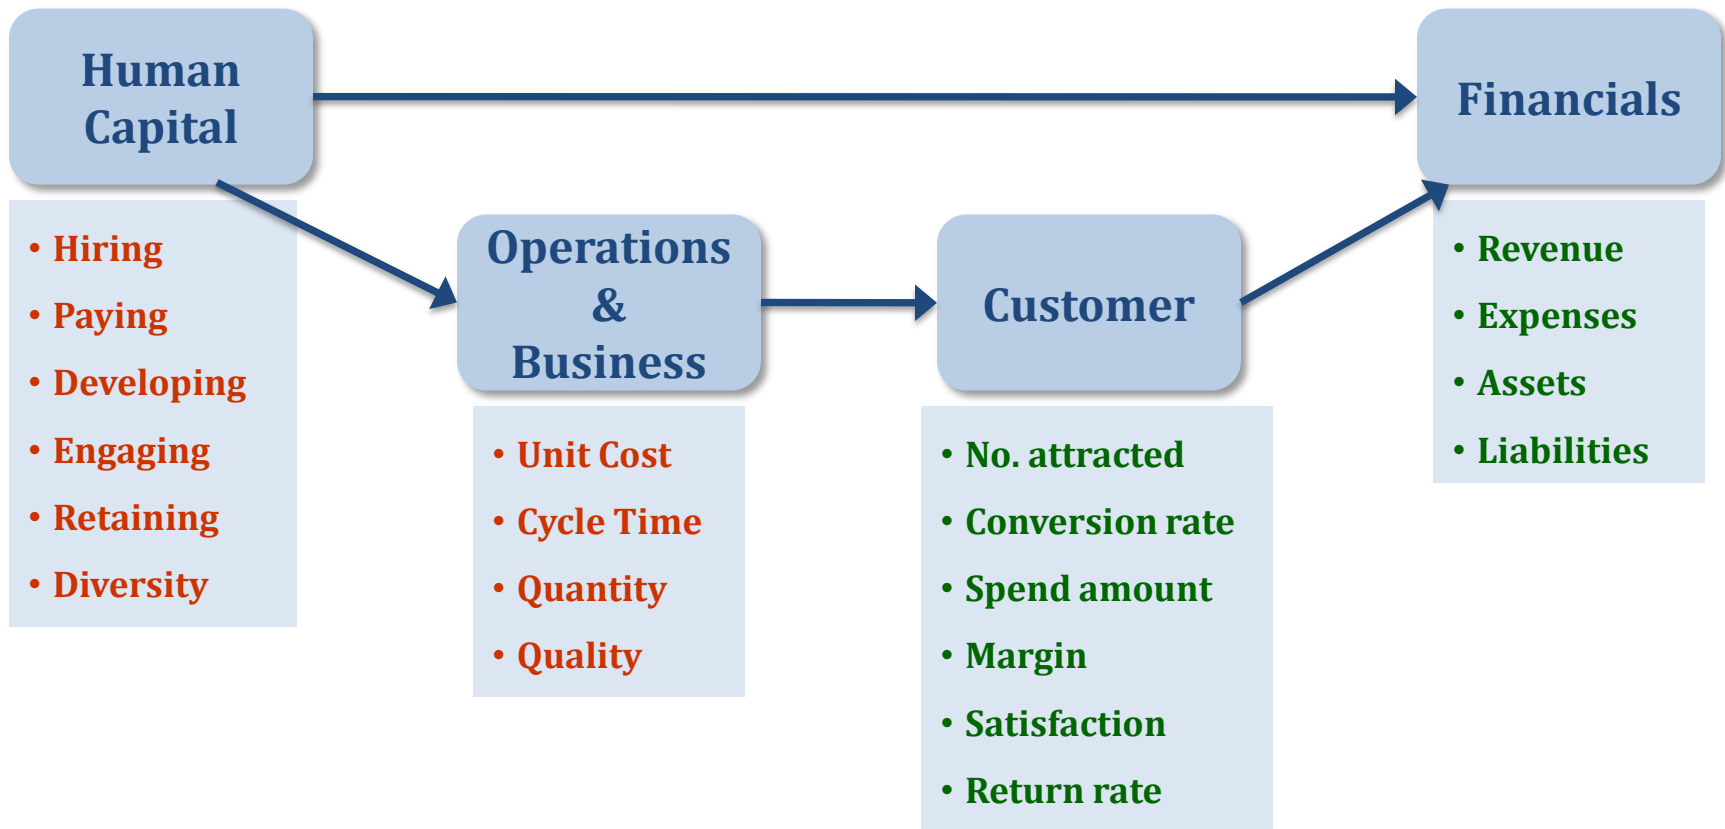 Human
Capital
Financials
• Hiring
• Paying
• Developing
• Engaging
• Retaining
• Diversity
Operations
&
Business
• Unit Cost
• Cycle Time
• Quantity
• Quality
Customer
• No. attracted
• Conversion rate
• Spend amount
• Margin
• Satisfaction
• Return rate
• Revenue
• Expenses
• Assets
• Liabilities